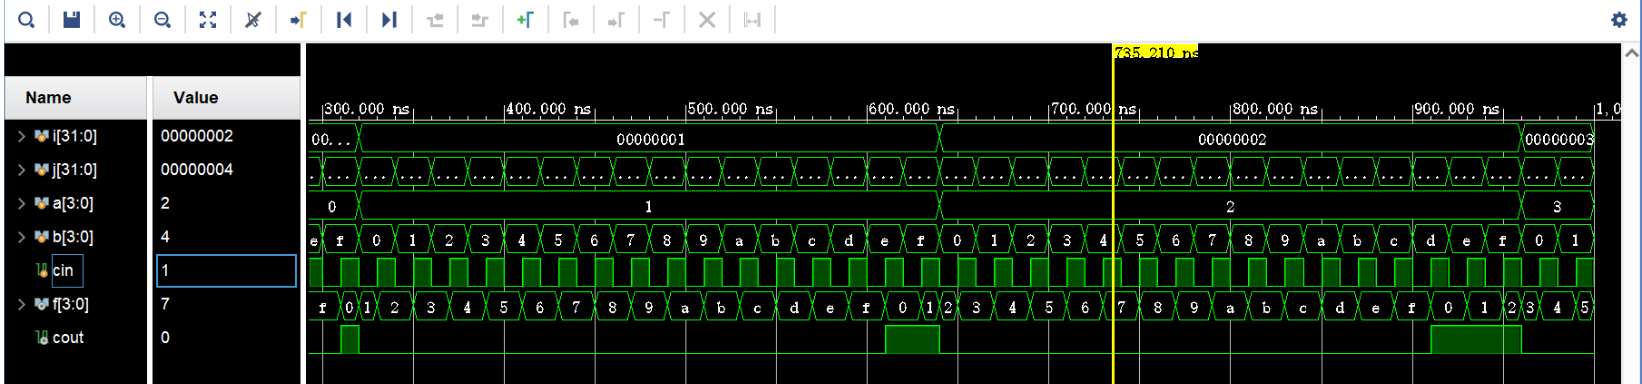 735.210 ns
Name Value
300.000 ns 400.000 ns 500.000 ns 600.000 ns 700.000 ns 800.000 ns 900.000 ns 1,0
i[31:0] 00000002 00... 00000001 00000002 00000003
j[31:0] 00000004 ... ... ... ... ... ... ... ... ... ... ... ... ... ... ... ... ... ... ... ... ... ... ... ... ... ... ... ... ... ... ... ... ... ... ...
a[3:0] 2 0 1 2 3
b[3:0] 4 e f 0 1 2 3 4 5 6 7 8 9 a b c d e f 0 1 2 3 4 5 6 7 8 9 a b c d e f 0 1
cin 1
f[3:0] 7 f 0 1 2 3 4 5 6 7 8 9 a b c d e f 0 1 2 3 4 5 6 7 8 9 a b c d e f 0 1 2 3 4 5
cout 0